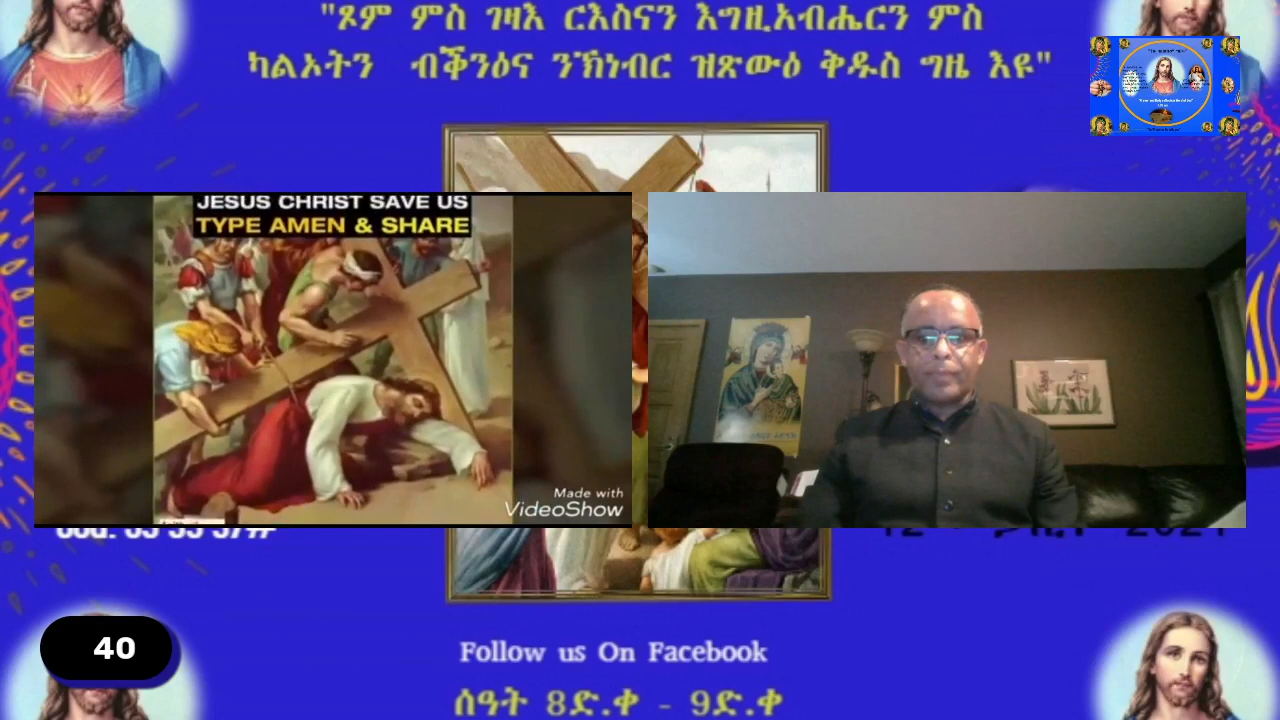 "ጾም ምስ ገዛእ ርእስናን እግዚአብሔርን ምስ
ካልኦትን ብቕንዕና ንኽነብር ዝጽውዕ ቅዱስ ግዜ እዩ"
JESUS CHRIST SAVE US
TYPE AMEN & SHARE
Made with
VideoShow
2021
40
Follow us On Facebook
ሰዓት 8ድ.ቀ - 9ድ.ቀ